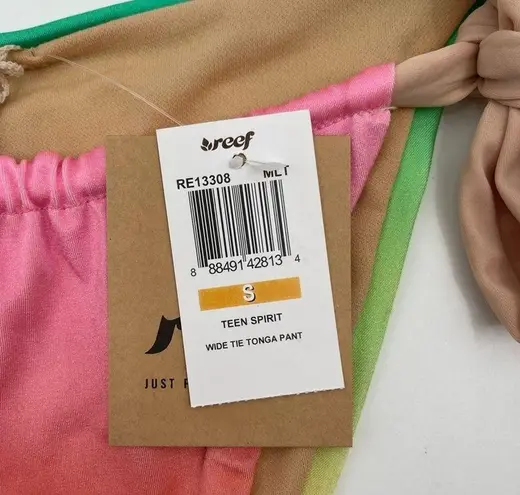 reef
RE13308 MLT
8 88491 42813 4
S
TEEN SPIRIT
WIDE TIE TONGA PANT
JUST